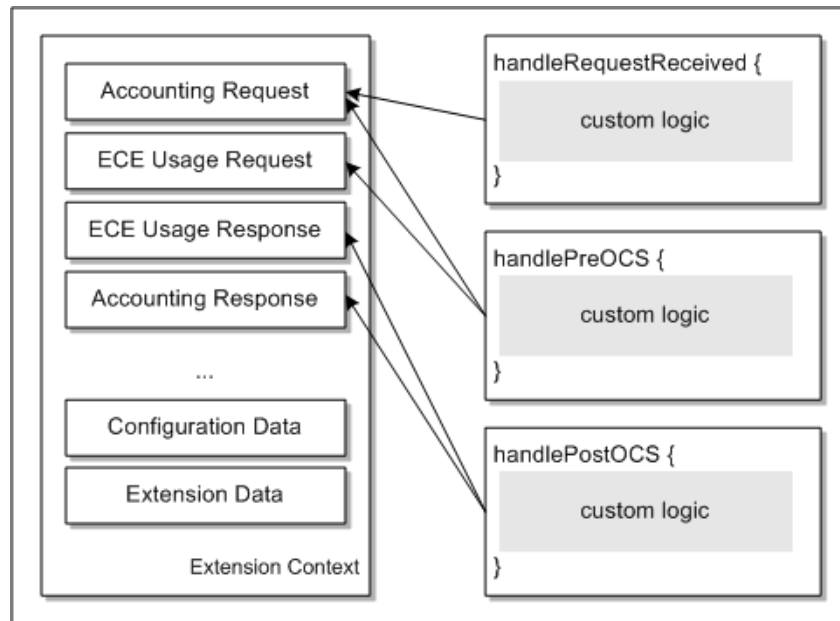 Accounting Request
ECE Usage Request
ECE Usage Response
Accounting Response
...
Configuration Data
Extension Data
Extension Context
handleRequestReceived {
custom logic
}
handlePreOCS {
custom logic
}
handlePostOCS {
custom logic
}